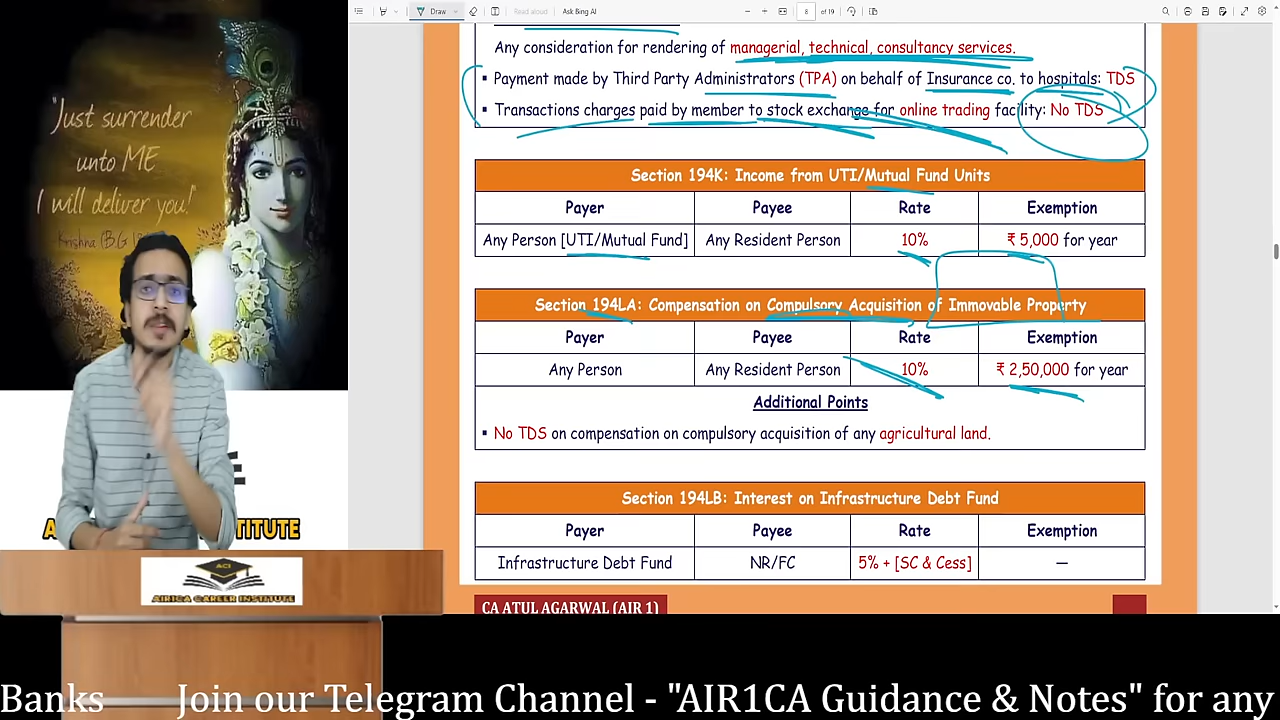 Draw
Read aloud
Ask Bing AI
8 of 19
"Just surrender
unto ME
I will deliver you!"
Any consideration for rendering of managerial, technical, consultancy services.
▪ Payment made by Third Party Administrators (TPA) on behalf of Insurance co. to hospitals: TDS
▪ Transactions charges paid by member to stock exchange for online trading facility: No TDS
Section 194K: Income from UTI/Mutual Fund Units
Payer Payee Rate Exemption
Any Person [UTI/Mutual Fund] Any Resident Person 10% ₹ 5,000 for year
Section 194LA: Compensation on Compulsory Acquisition of Immovable Property
Payer Payee Rate Exemption
Any Person Any Resident Person 10% ₹ 2,50,000 for year
Additional Points
▪ No TDS on compensation on compulsory acquisition of any agricultural land.
Section 194LB: Interest on Infrastructure Debt Fund
Payer Payee Rate Exemption
Infrastructure Debt Fund NR/FC 5% + [SC & Cess] —
CA ATUL AGARWAL (AIR 1)
ACI
AIR1CA CAREER INSTITUTE
Banks Join our Telegram Channel - "AIR1CA Guidance & Notes" for any